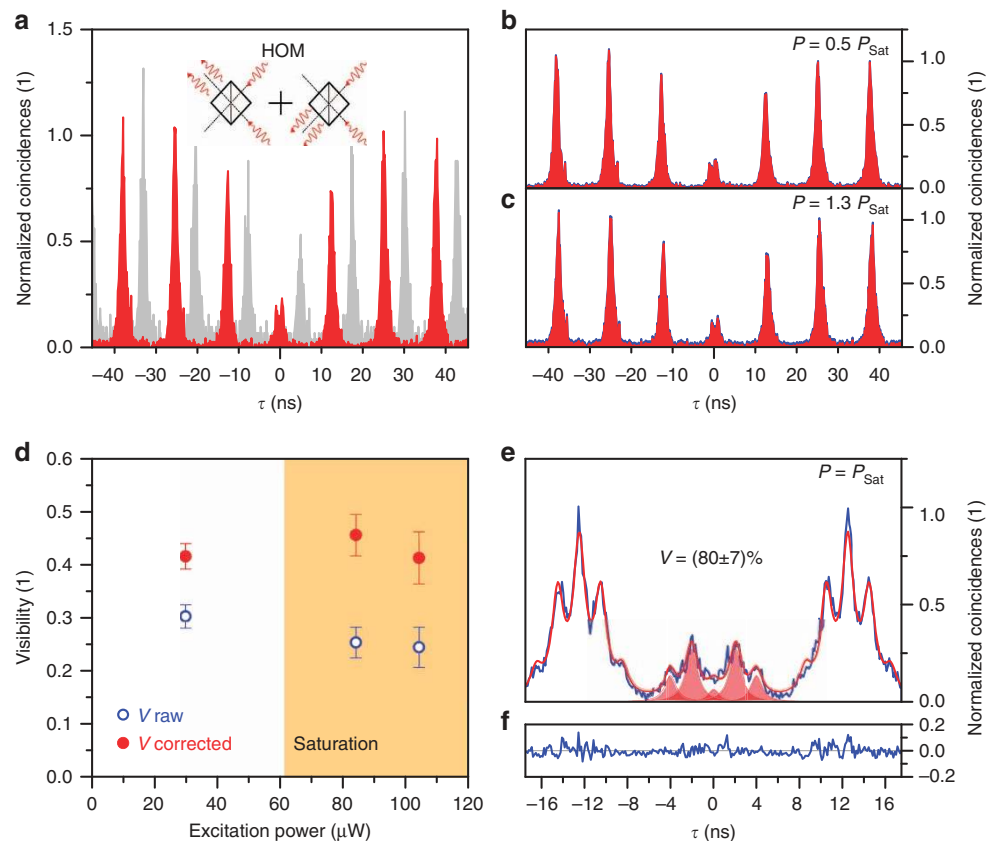 a
HOM
Normalized coincidences (1)
1.5
1.0
0.5
0.0
−40 −30 −20 −10 0 10 20 30 40
τ (ns)
b
P = 0.5 P_Sat
1.0
0.5
0.0
c
P = 1.3 P_Sat
1.0
0.5
0.0
Normalized coincidences (1)
−40 −30 −20 −10 0 10 20 30 40
τ (ns)
d
Visibility (1)
0.6
0.5
0.4
0.3
0.2
0.1
0.0
V raw
V corrected
Saturation
0 20 40 60 80 100 120
Excitation power (µW)
e
P = P_Sat
V = (80±7)%
1.0
0.5
0.0
Normalized coincidences (1)
f
0.2
0.0
−0.2
−16 −12 −8 −4 0 4 8 12 16
τ (ns)